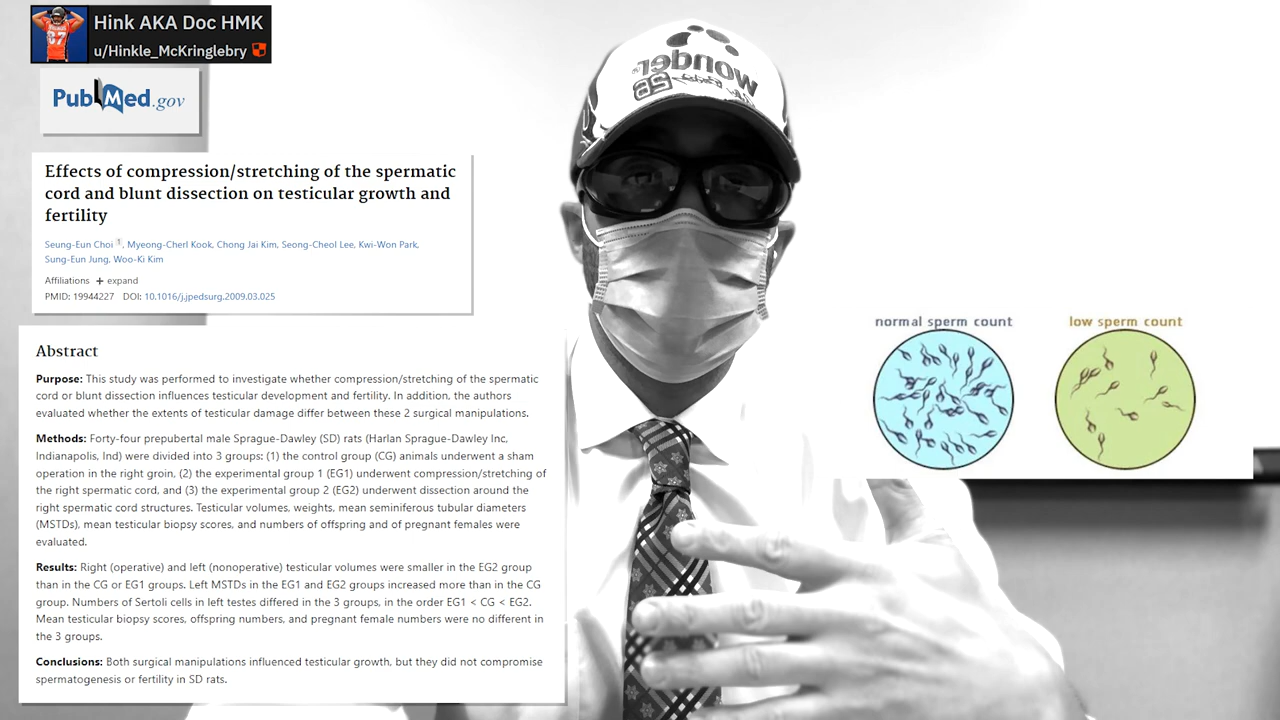 Hink AKA Doc HMK
u/Hinkle_McKringlebry
PubMed.gov
Effects of compression/stretching of the spermatic
cord and blunt dissection on testicular growth and
fertility
Seung-Eun Choi 1, Myeong-Cherl Kook, Chong Jai Kim, Seong-Cheol Lee, Kwi-Won Park,
Sung-Eun Jung, Woo-Ki Kim
Affiliations + expand
PMID: 19944227 DOI: 10.1016/j.jpedsurg.2009.03.025
Abstract
Purpose: This study was performed to investigate whether compression/stretching of the spermatic
cord or blunt dissection influences testicular development and fertility. In addition, the authors
evaluated whether the extents of testicular damage differ between these 2 surgical manipulations.
Methods: Forty-four prepubertal male Sprague-Dawley (SD) rats (Harlan Sprague-Dawley Inc,
Indianapolis, Ind) were divided into 3 groups: (1) the control group (CG) animals underwent a sham
operation in the right groin, (2) the experimental group 1 (EG1) underwent compression/stretching of
the right spermatic cord, and (3) the experimental group 2 (EG2) underwent dissection around the
right spermatic cord structures. Testicular volumes, weights, mean seminiferous tubular diameters
(MSTDs), mean testicular biopsy scores, and numbers of offspring and of pregnant females were
evaluated.
Results: Right (operative) and left (nonoperative) testicular volumes were smaller in the EG2 group
than in the CG or EG1 groups. Left MSTDs in the EG1 and EG2 groups increased more than in the CG
group. Numbers of Sertoli cells in left testes differed in the 3 groups, in the order EG1 < CG < EG2.
Mean testicular biopsy scores, offspring numbers, and pregnant female numbers were no different in
the 3 groups.
Conclusions: Both surgical manipulations influenced testicular growth, but they did not compromise
spermatogenesis or fertility in SD rats.
wonder
normal sperm count
low sperm count